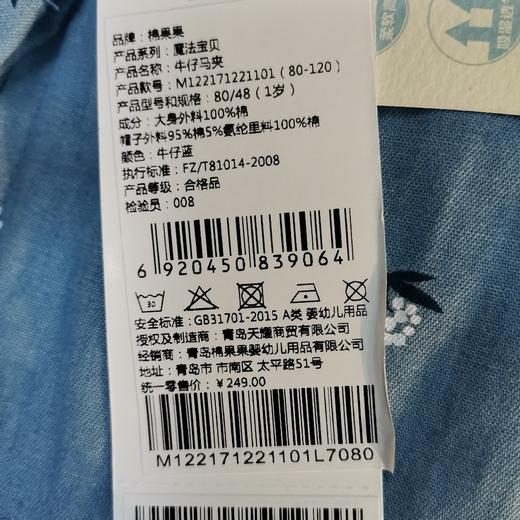 品牌：棉果果
产品系列：魔法宝贝
产品名称：牛仔马夹
产品款号：M122171221101（80-120）
产品型号和规格：80/48（1岁）
成分：大身外料100%棉
帽子外料95%棉5%氨纶里料100%棉
颜色：牛仔蓝
执行标准：FZ/T81014-2008
产品等级：合格品
检验员：008
6 920450 839064
30
安全标准：GB31701-2015 A类 婴幼儿用品
授权及制造商：青岛天耀商贸有限公司
经销商：青岛棉果果婴幼儿用品有限公司
地址：青岛市 市南区 太平路51号
统一零售价：￥249.00
M122171221101L7080
柔软
吸湿透